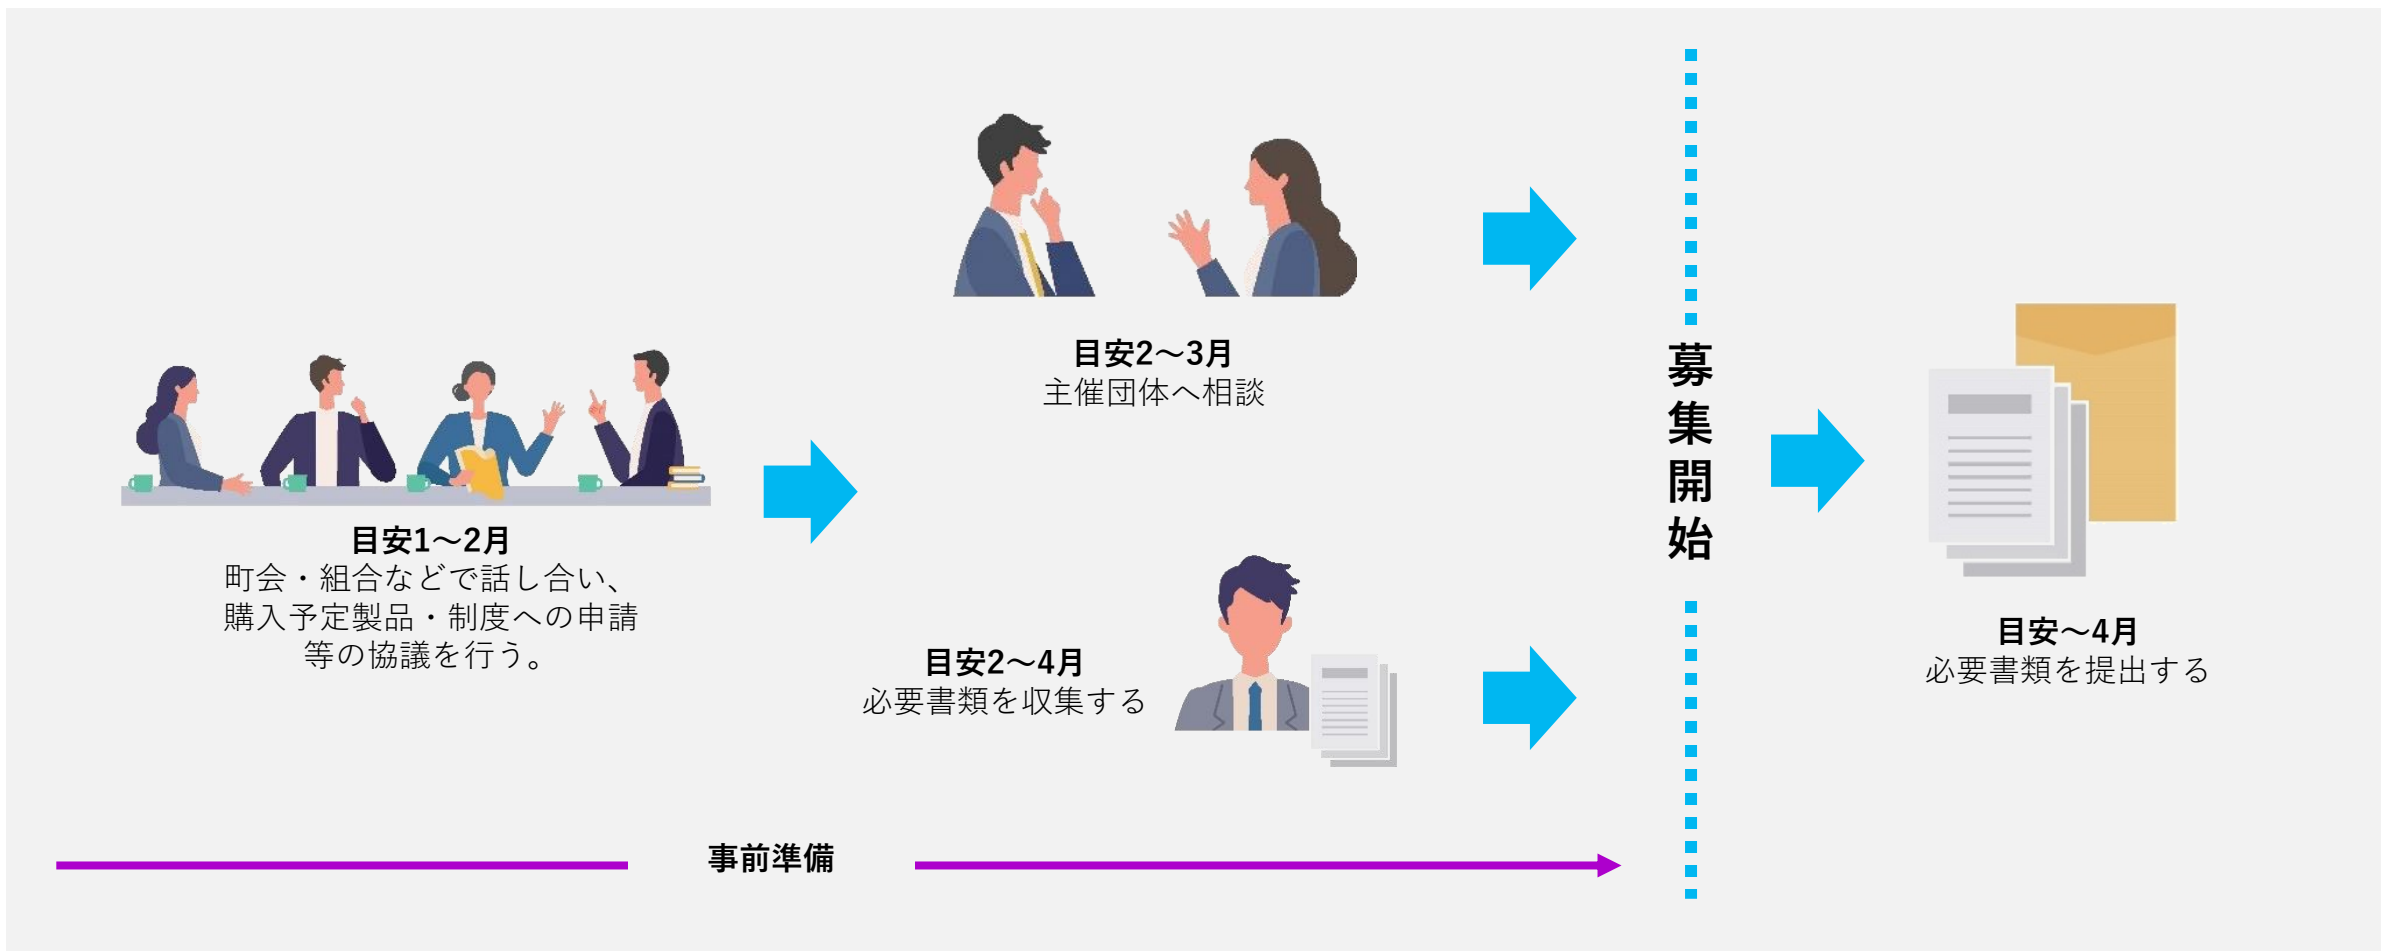 目安1〜2月
町会・組合などで話し合い、
購入予定製品・制度への申請
等の協議を行う。
目安2〜3月
主催団体へ相談
目安2〜4月
必要書類を収集する
募集開始
目安〜4月
必要書類を提出する
事前準備